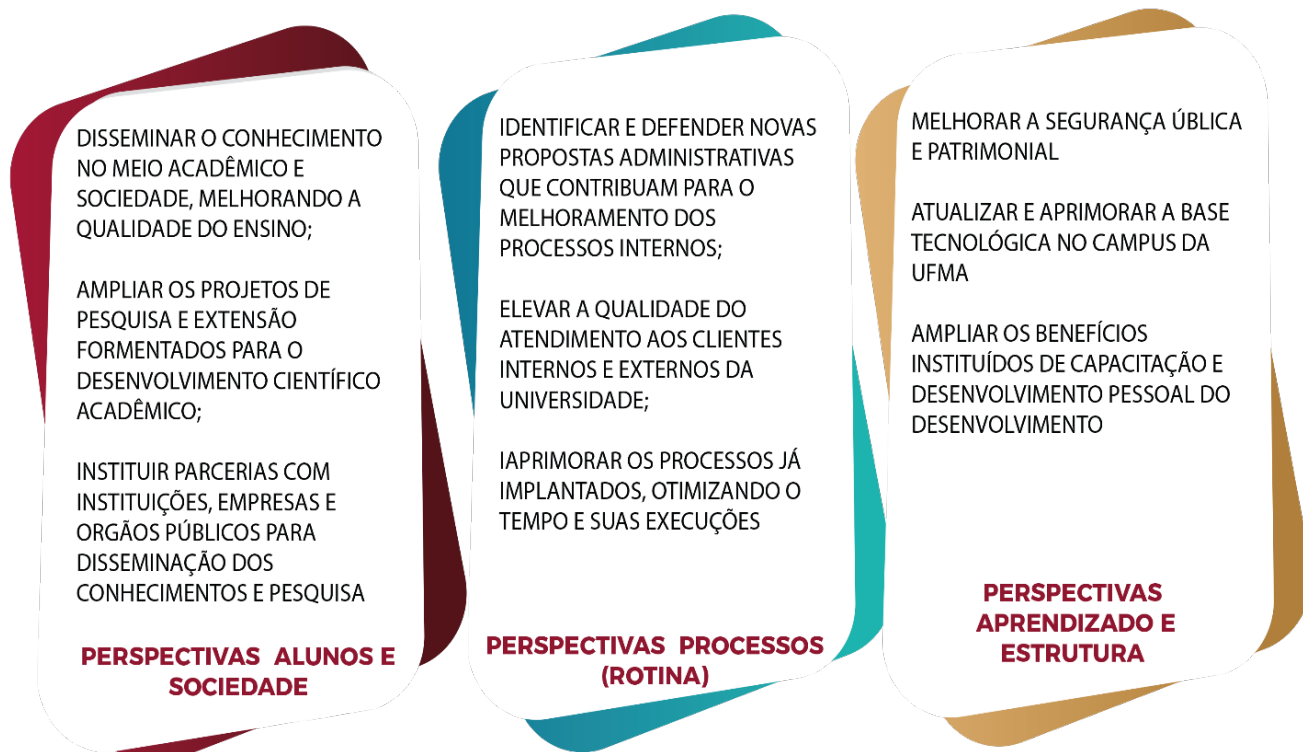 DISSEMINAR O CONHECIMENTO
NO MEIO ACADÊMICO E
SOCIEDADE, MELHORANDO A
QUALIDADE DO ENSINO;
AMPLIAR OS PROJETOS DE
PESQUISA E EXTENSÃO
FORMENTADOS PARA O
DESENVOLVIMENTO CIENTÍFICO
ACADÊMICO;
INSTITUIR PARCERIAS COM
INSTITUIÇÕES, EMPRESAS E
ORGÃOS PÚBLICOS PARA
DISSEMINAÇÃO DOS
CONHECIMENTOS E PESQUISA
PERSPECTIVAS ALUNOS E
SOCIEDADE
IDENTIFICAR E DEFENDER NOVAS
PROPOSTAS ADMINISTRATIVAS
QUE CONTRIBUAM PARA O
MELHORAMENTO DOS
PROCESSOS INTERNOS;
ELEVAR A QUALIDADE DO
ATENDIMENTO AOS CLIENTES
INTERNOS E EXTERNOS DA
UNIVERSIDADE;
IAPRIMORAR OS PROCESSOS JÁ
IMPLANTADOS, OTIMIZANDO O
TEMPO E SUAS EXECUÇÕES
PERSPECTIVAS PROCESSOS
(ROTINA)
MELHORAR A SEGURANÇA ÚBLICA
E PATRIMONIAL
ATUALIZAR E APRIMORAR A BASE
TECNOLÓGICA NO CAMPUS DA
UFMA
AMPLIAR OS BENEFÍCIOS
INSTITUÍDOS DE CAPACITAÇÃO E
DESENVOLVIMENTO PESSOAL DO
DESENVOLVIMENTO
PERSPECTIVAS
APRENDIZADO E
ESTRUTURA